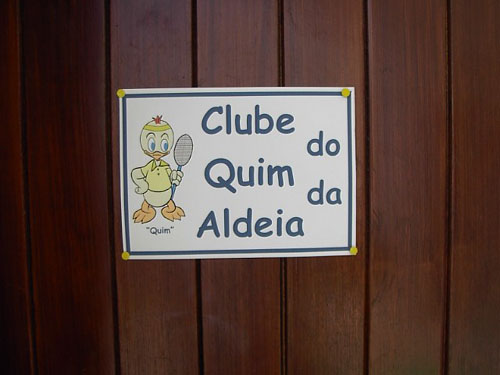 Clube do
Quim da
Aldeia
"Quim"